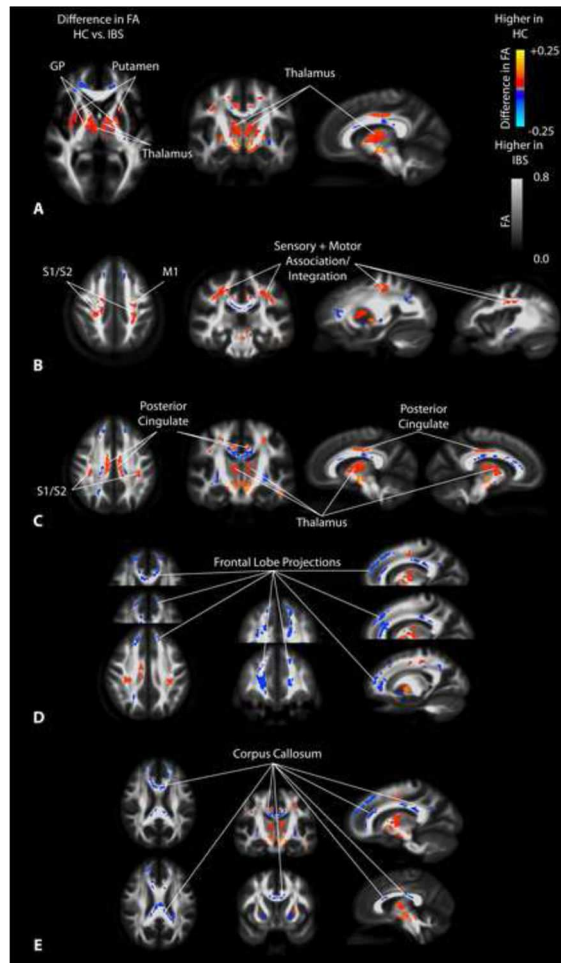 Difference in FA
HC vs. IBS
GP
Putamen
Thalamus
Thalamus
Higher in
HC
+0.25
Difference in FA
-0.25
Higher in
IBS
0.8
FA
0.0
A
S1/S2
M1
Sensory + Motor
Association/
Integration
B
Posterior
Cingulate
Posterior
Cingulate
S1/S2
Thalamus
C
Frontal Lobe Projections
D
Corpus Callosum
E